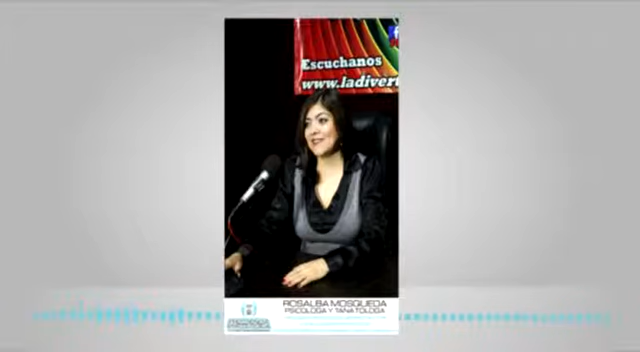 Escuchanos
www.ladivert
ROSALBA MOSQUEDA
PSICOLOGA Y TANATOLOGA